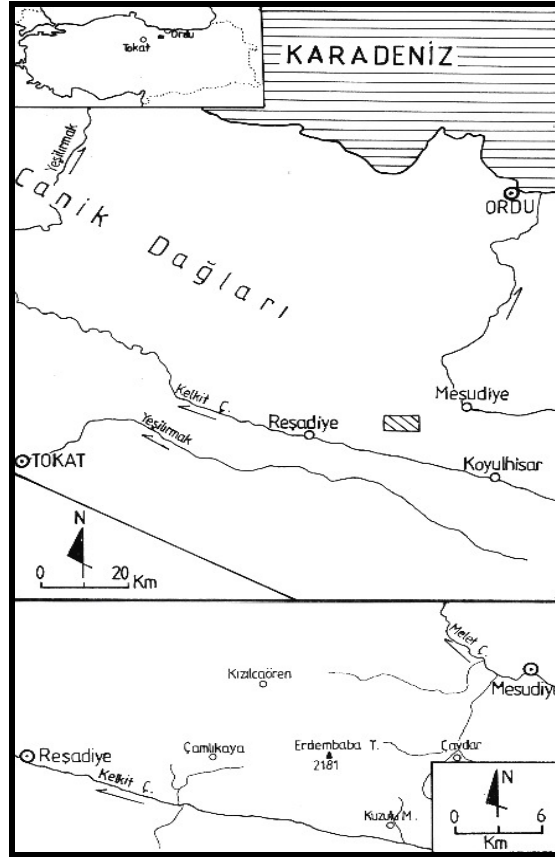 Tokat
Ordu
KARADENİZ
Yeşilırmak
Canik Dağları
ORDU
Mesudiye
Kelkit Ç.
Reşadiye
Yeşilırmak
TOKAT
Koyulhisar
N
0 20
Km
Melet Ç.
Kızılcaören
Mesudiye
Reşadiye
Çamlıkaya
Erdembaba T.
2181
Çavdar
Kelkit Ç.
N
0 6
Km